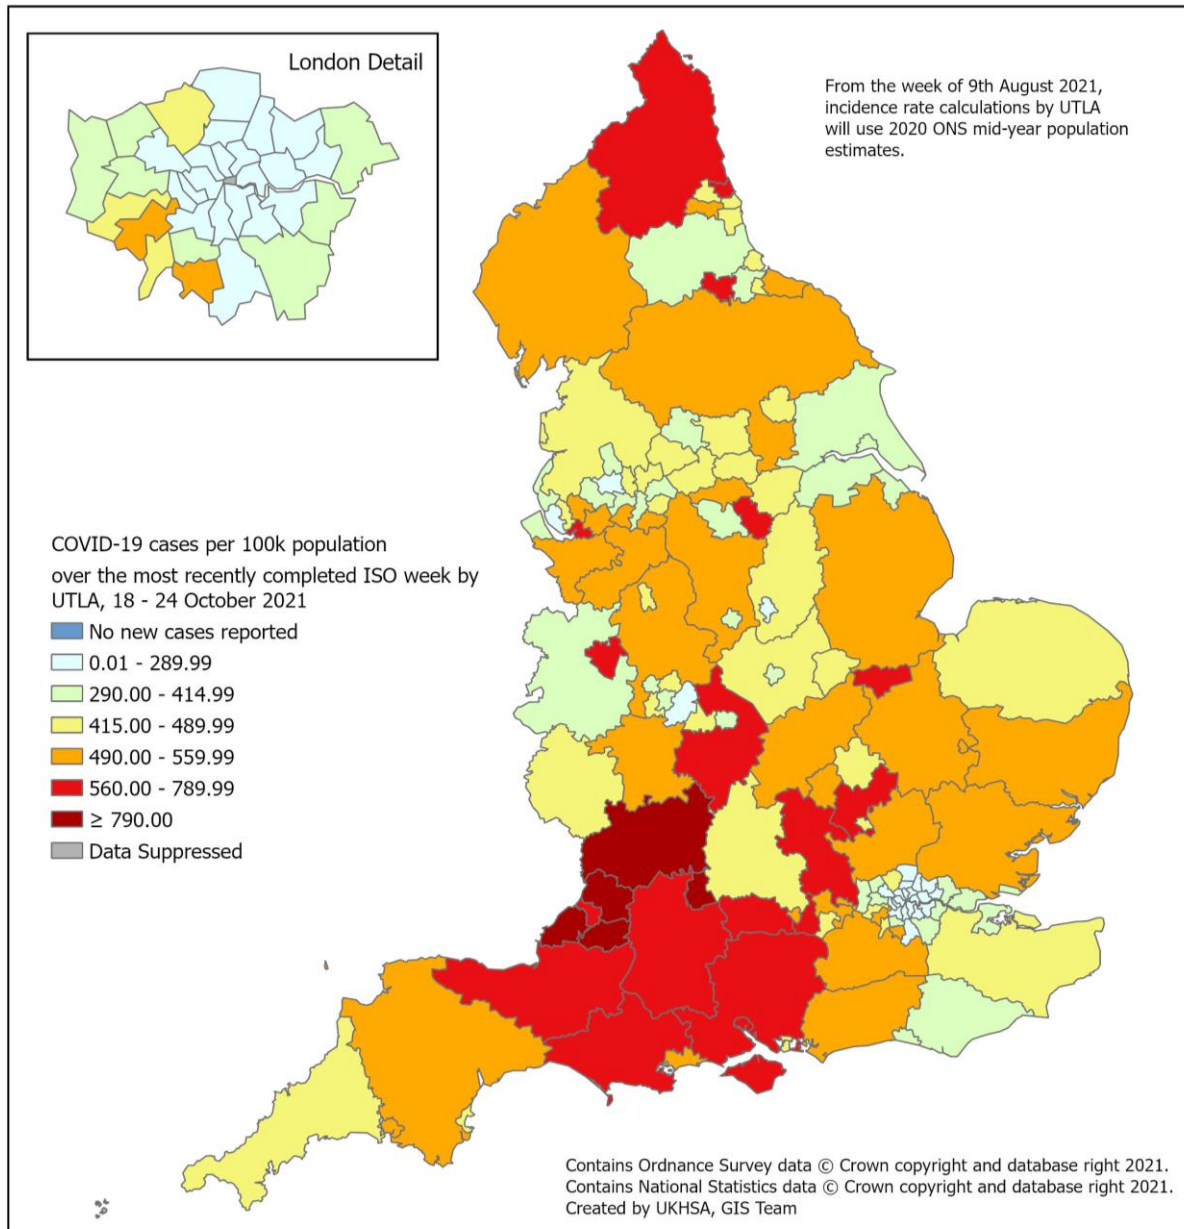 London Detail
From the week of 9th August 2021,
incidence rate calculations by UTLA
will use 2020 ONS mid-year population
estimates.
COVID-19 cases per 100k population
over the most recently completed ISO week by
UTLA, 18 - 24 October 2021
No new cases reported
0.01 - 289.99
290.00 - 414.99
415.00 - 489.99
490.00 - 559.99
560.00 - 789.99
≥ 790.00
Data Suppressed
Contains Ordnance Survey data © Crown copyright and database right 2021.
Contains National Statistics data © Crown copyright and database right 2021.
Created by UKHSA, GIS Team